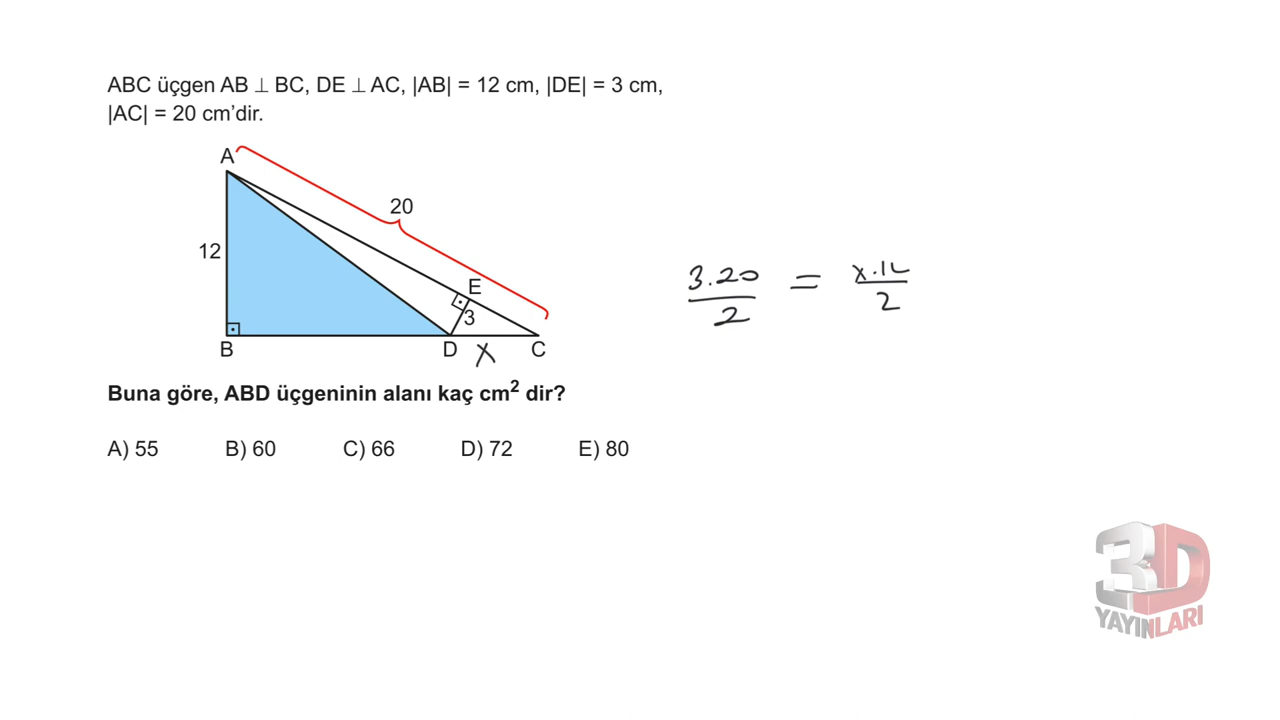 ABC üçgen AB ⊥ BC, DE ⊥ AC, |AB| = 12 cm, |DE| = 3 cm,
|AC| = 20 cm’dir.
A
20
12
E
3
B
D
x
C
3.20/2 = x.12/2
Buna göre, ABD üçgeninin alanı kaç cm² dir?
A) 55 B) 60 C) 66 D) 72 E) 80
3D
YAYINLARI